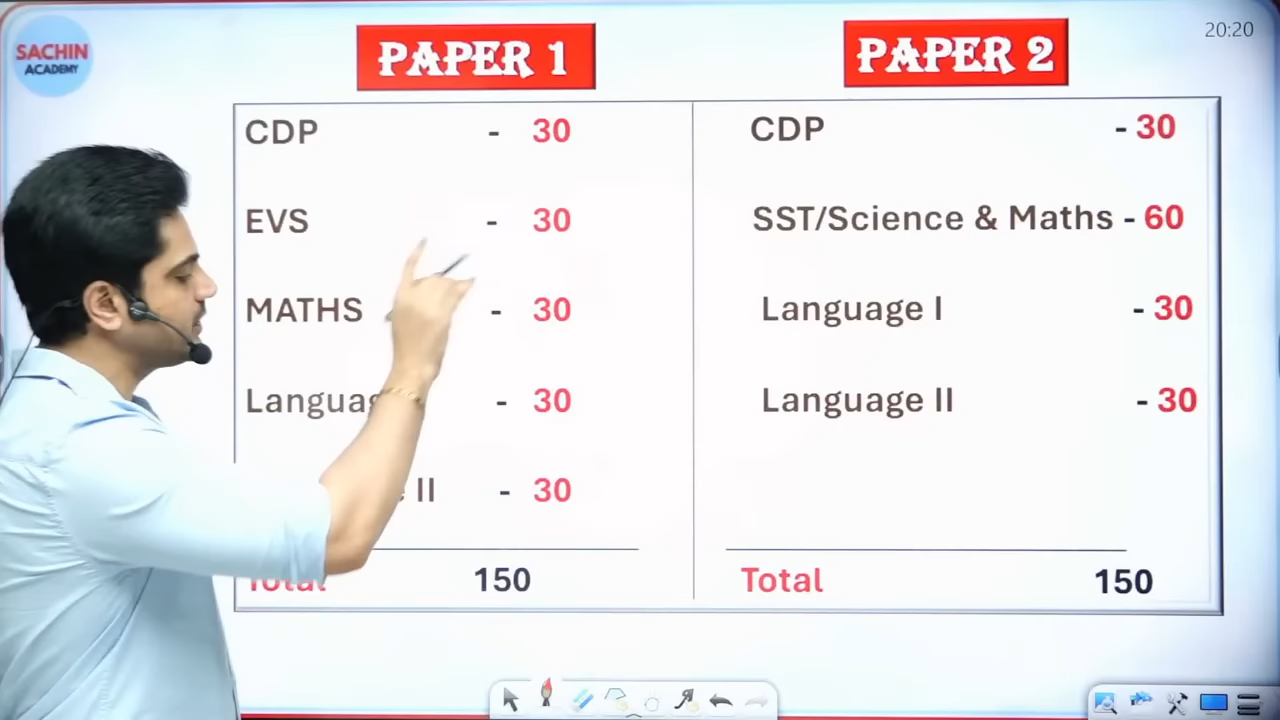 SACHIN
ACADEMY
PAPER 1
PAPER 2
20:20
CDP - 30
EVS - 30
MATHS - 30
- 30
II - 30
Total 150
CDP - 30
SST/Science & Maths - 60
Language I - 30
Language II - 30
Total 150